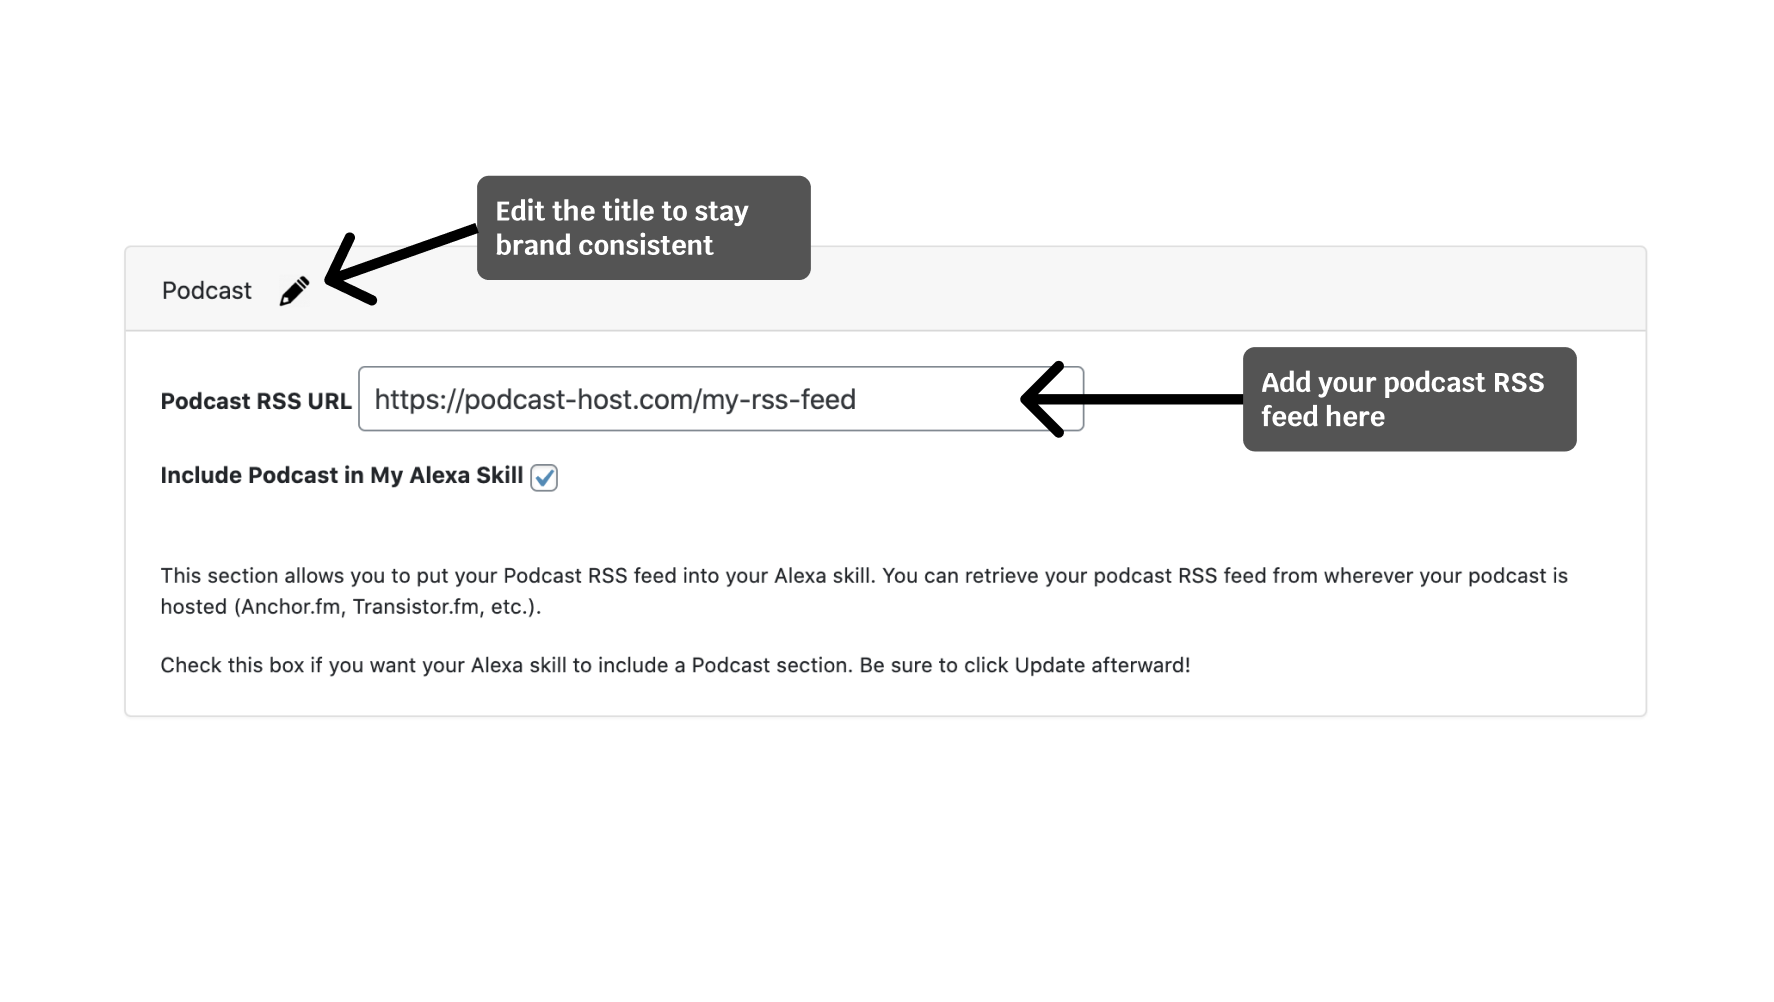 Edit the title to stay
brand consistent
Podcast
Podcast RSS URL https://podcast-host.com/my-rss-feed
Add your podcast RSS
feed here
Include Podcast in My Alexa Skill
This section allows you to put your Podcast RSS feed into your Alexa skill. You can retrieve your podcast RSS feed from wherever your podcast is
hosted (Anchor.fm, Transistor.fm, etc.).
Check this box if you want your Alexa skill to include a Podcast section. Be sure to click Update afterward!